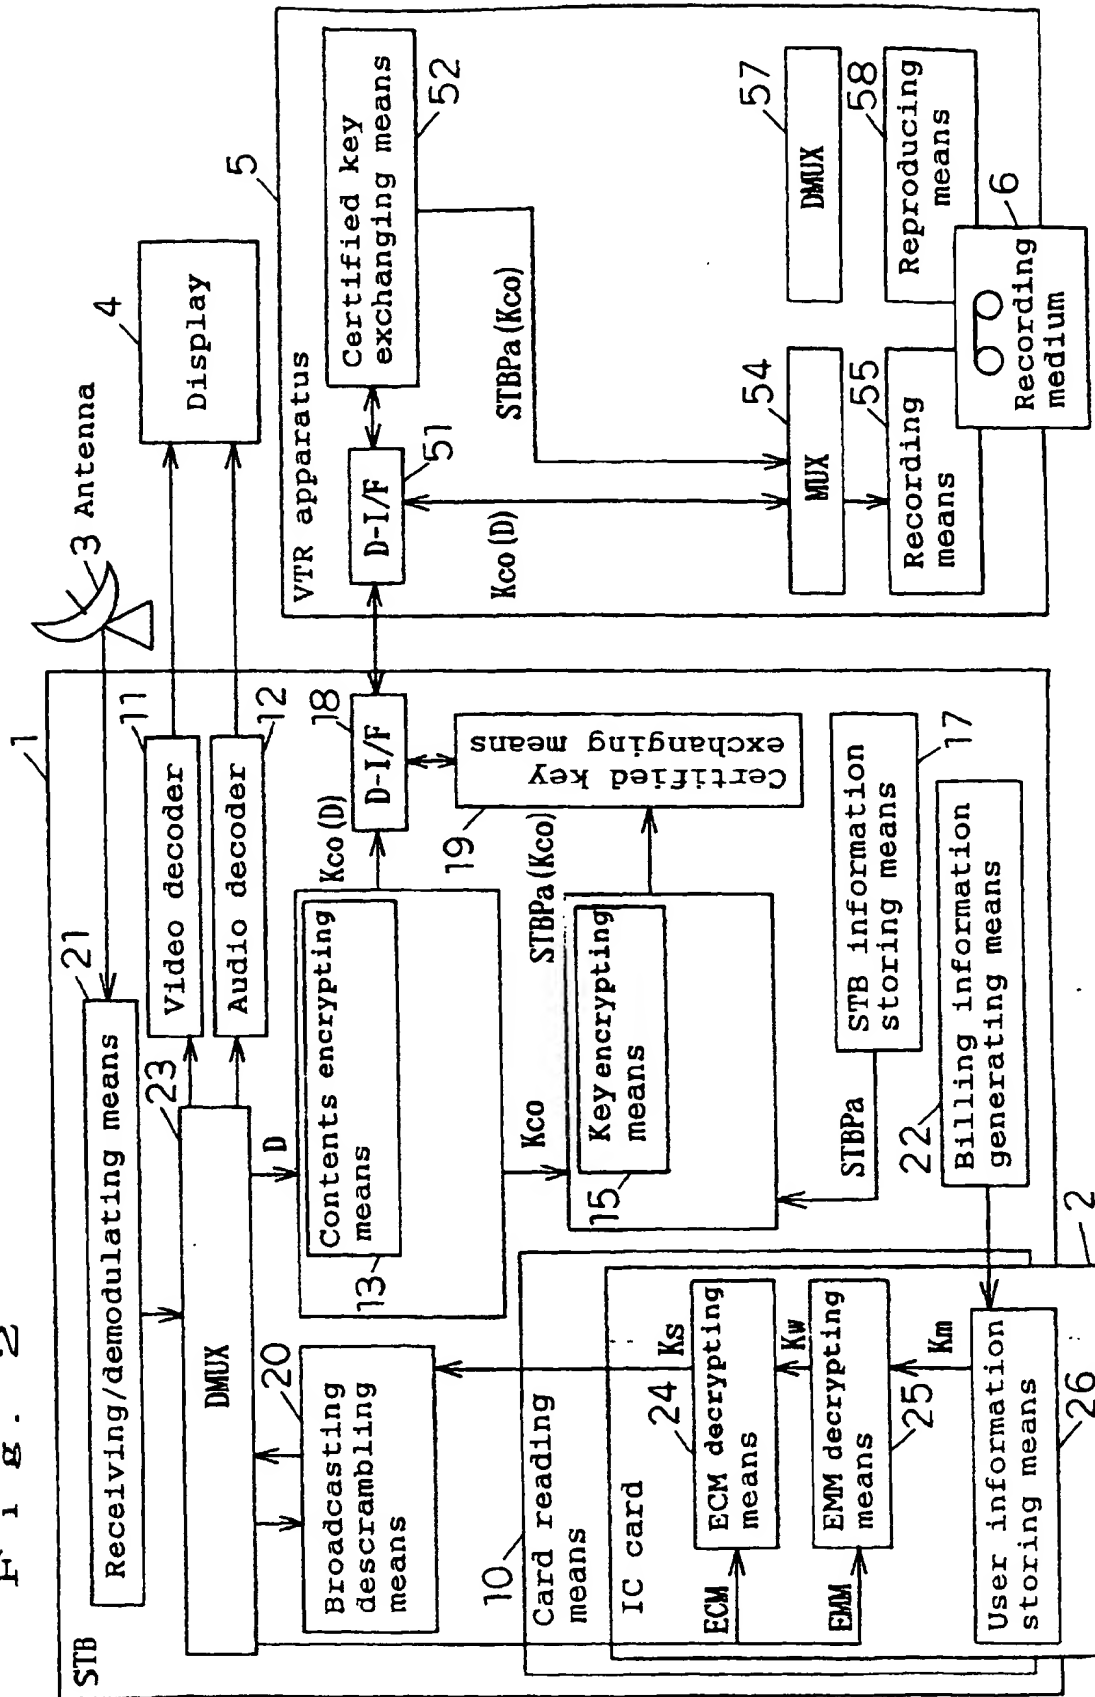 Fig. 2
STB
1
Receiving/demodulating means
21
3 Antenna
DMUX
23
Video decoder
11
Audio decoder
12
4
Display
Broadcasting
descrambling
means
20
D
Contents encrypting
means
13
Kco(D)
D-I/F
18
Certified key
exchanging means
19
Kco
STBPa(Kco)
Key encrypting
means
15
STB information
storing means
17
STBPa
Billing information
generating means
22
10
Card reading
means
IC card
2
Ks
ECM
ECM decrypting
means
24
Kw
EMM
EMM decrypting
means
25
Km
User information
storing means
26
5
VTR apparatus
D-I/F
51
Certified key
exchanging means
52
Kco(D)
STBPa(Kco)
MUX
54
DMUX
57
Recording
means
55
Reproducing
means
58
Recording
medium
6